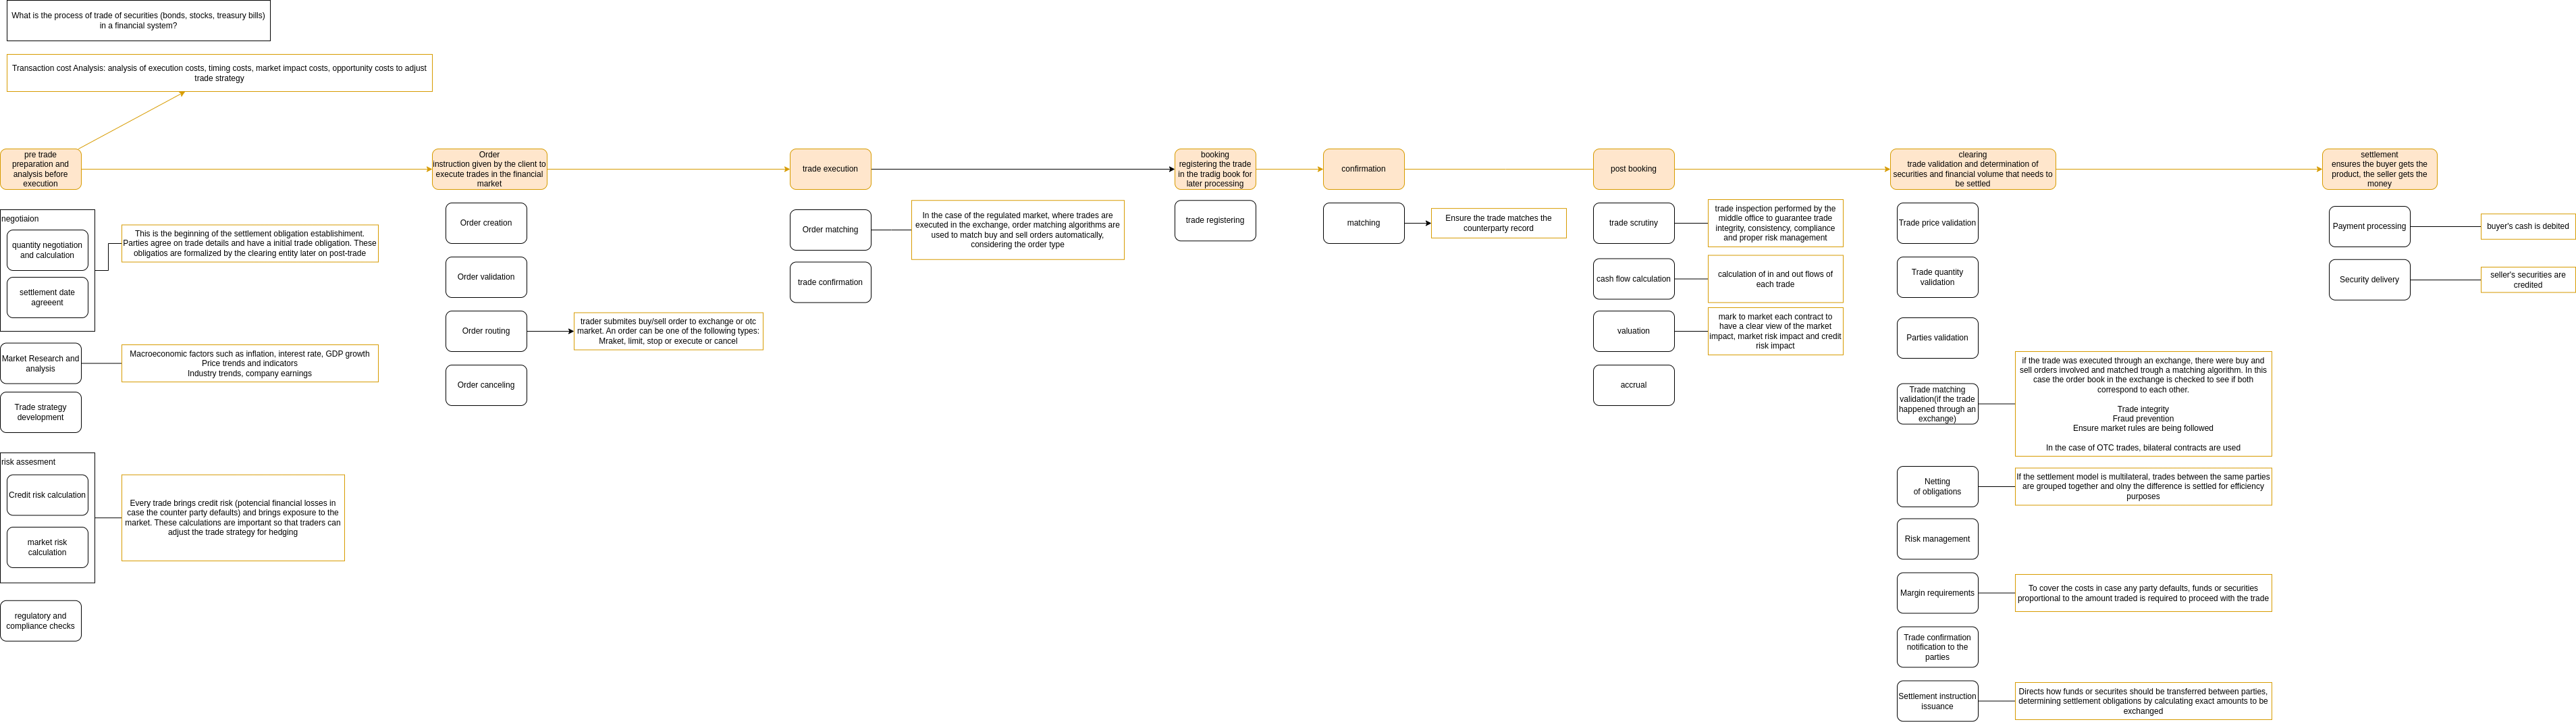 What is the process of trade of securities (bonds, stocks, treasury bills)
in a financial system?
Transaction cost Analysis: analysis of execution costs, timing costs, market impact costs, opportunity costs to adjust
trade strategy
pre trade
preparation and
analysis before
execution
negotiaion
quantity negotiation
and calculation
settlement date
agreeent
This is the beginning of the settlement obligation establishiment.
Parties agree on trade details and have a initial trade obligation. These
obligatios are formalized by the clearing entity later on post-trade
Market Research and
analysis
Macroeconomic factors such as inflation, interest rate, GDP growth
Price trends and indicators
Industry trends, company earnings
Trade strategy
development
risk assesment
Credit risk calculation
market risk
calculation
Every trade brings credit risk (potencial financial losses in
case the counter party defaults) and brings exposure to the
market. These calculations are important so that traders can
adjust the trade strategy for hedging
regulatory and
compliance checks
Order
instruction given by the client to
execute trades in the financial
market
Order creation
Order validation
Order routing
trader submites buy/sell order to exchange or otc
market. An order can be one of the following types:
Mraket, limit, stop or execute or cancel
Order canceling
trade execution
Order matching
In the case of the regulated market, where trades are
executed in the exchange, order matching algorithms are
used to match buy and sell orders automatically,
considering the order type
trade confirmation
booking
registering the trade
in the tradig book for
later processing
trade registering
confirmation
matching
Ensure the trade matches the
counterparty record
post booking
trade scrutiny
trade inspection performed by the
middle office to guarantee trade
integrity, consistency, compliance
and proper risk management
cash flow calculation
calculation of in and out flows of
each trade
valuation
mark to market each contract to
have a clear view of the market
impact, market risk impact and credit
risk impact
accrual
clearing
trade validation and determination of
securities and financial volume that needs to
be settled
Trade price validation
Trade quantity
validation
Parties validation
Trade matching
validation(if the trade
happened through an
exchange)
if the trade was executed through an exchange, there were buy and
sell orders involved and matched trough a matching algorithm. In this
case the order book in the exchange is checked to see if both
correspond to each other.
Trade integrity
Fraud prevention
Ensure market rules are being followed
In the case of OTC trades, bilateral contracts are used
Netting
of obligations
If the settlement model is multilateral, trades between the same parties
are grouped together and olny the difference is settled for efficiency
purposes
Risk management
Margin requirements
To cover the costs in case any party defaults, funds or securities
proportional to the amount traded is required to proceed with the trade
Trade confirmation
notification to the
parties
Settlement instruction
issuance
Directs how funds or securites should be transferred between parties,
determining settlement obligations by calculating exact amounts to be
exchanged
settlement
ensures the buyer gets the
product, the seller gets the
money
Payment processing
buyer's cash is debited
Security delivery
seller's securities are
credited